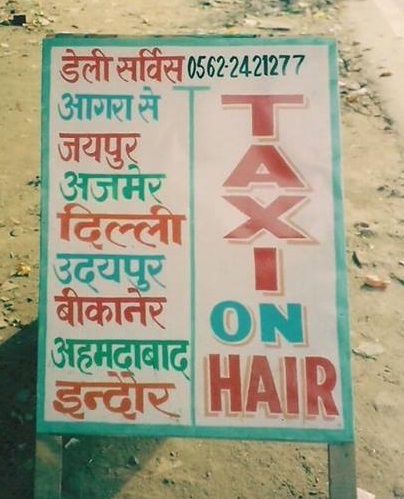 डेली सर्विस 0562-2421277
आगरा से
जयपुर
अजमेर
दिल्ली
उदयपुर
बीकानेर
अहमदाबाद
इन्दौर
TAXI
ON
HAIR